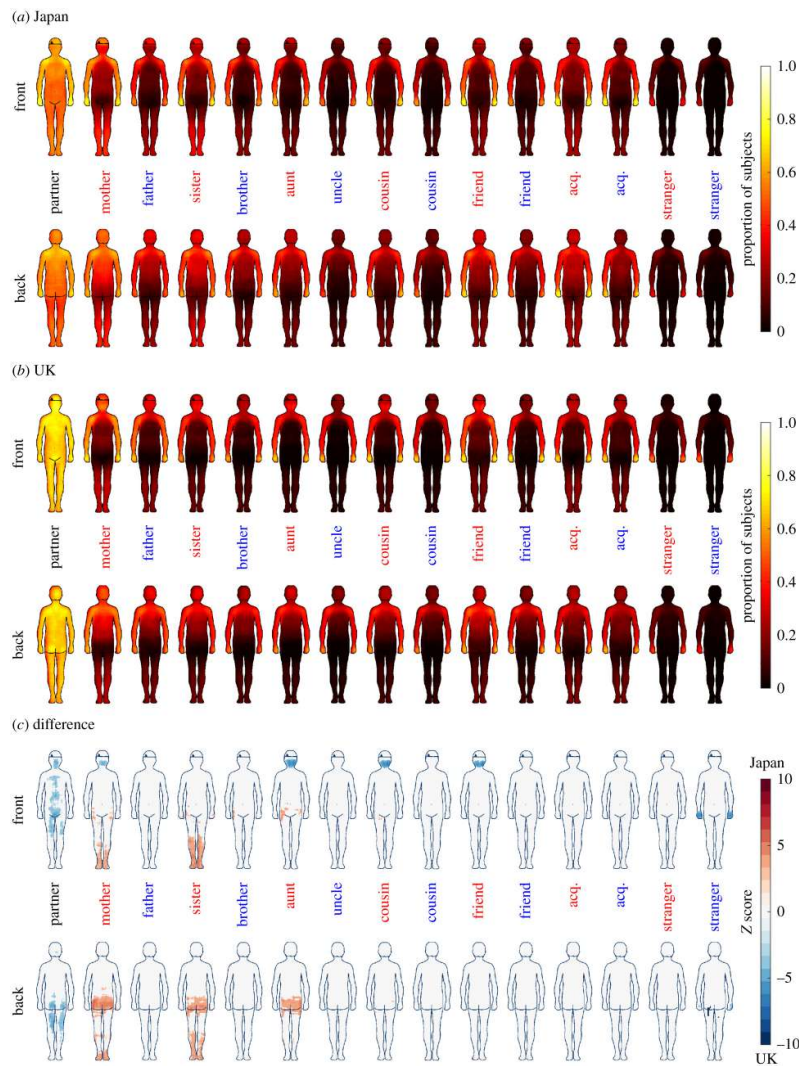 (a) Japan
front
partner mother father sister brother aunt uncle cousin cousin friend friend acq. acq. stranger stranger
back
1.0
0.8
0.6
0.4
0.2
0
proportion of subjects
(b) UK
front
partner mother father sister brother aunt uncle cousin cousin friend friend acq. acq. stranger stranger
back
1.0
0.8
0.6
0.4
0.2
0
proportion of subjects
(c) difference
front
partner mother father sister brother aunt uncle cousin cousin friend friend acq. acq. stranger stranger
back
Japan
10
5
0
−5
−10
UK
Z score